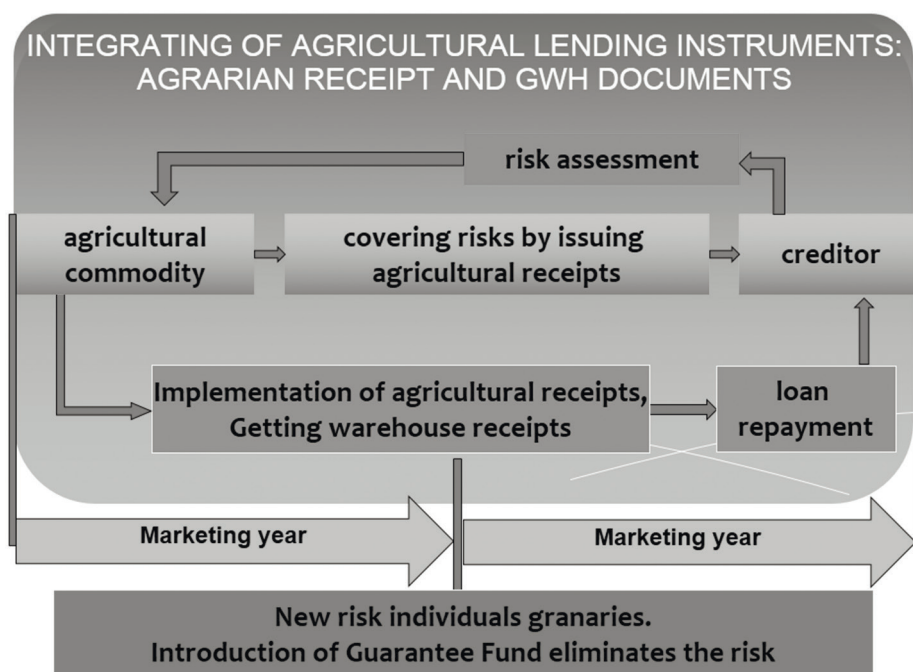 INTEGRATING OF AGRICULTURAL LENDING INSTRUMENTS:
AGRARIAN RECEIPT AND GWH DOCUMENTS
risk assessment
agricultural
commodity
covering risks by issuing
agricultural receipts
creditor
Implementation of agricultural receipts,
Getting warehouse receipts
loan
repayment
Marketing year
Marketing year
New risk individuals granaries.
Introduction of Guarantee Fund eliminates the risk